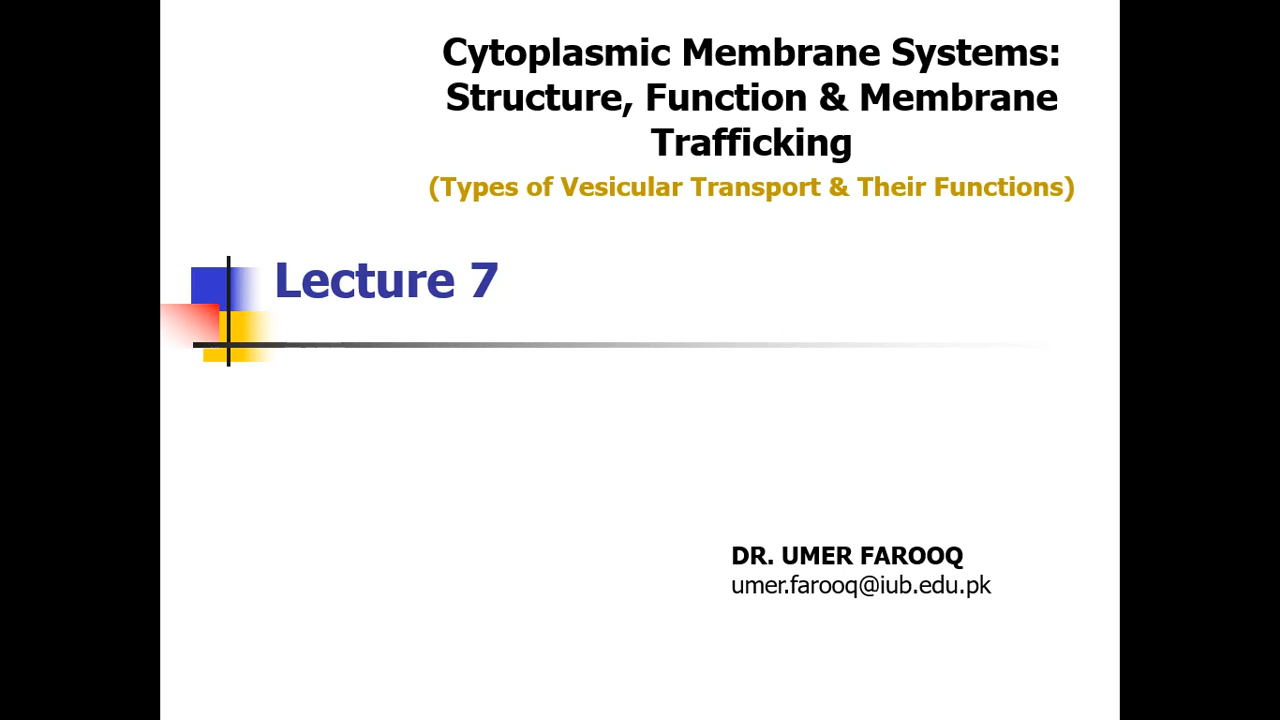 Cytoplasmic Membrane Systems:
Structure, Function & Membrane
Trafficking
(Types of Vesicular Transport & Their Functions)
Lecture 7
DR. UMER FAROOQ
umer.farooq@iub.edu.pk